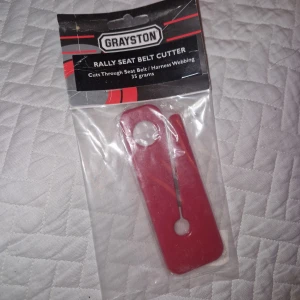 GRAYSTON
RALLY SEAT BELT CUTTER
Cuts Through Seat Belt / Harness Webbing
35 grams